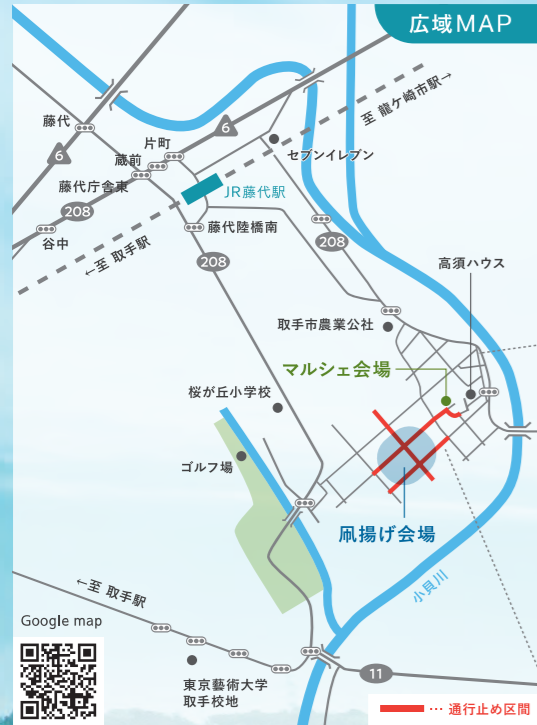 広域MAP
至 龍ケ崎市駅→
藤代
6
片町
6
セブンイレブン
蔵前
藤代庁舎東
JR藤代駅
208
谷中
藤代陸橋南
208
←至 取手駅
208
高須ハウス
取手市農業公社
マルシェ会場
桜が丘小学校
ゴルフ場
凧揚げ会場
小貝川
←至 取手駅
Google map
11
東京藝術大学
取手校地
… 通行止め区間